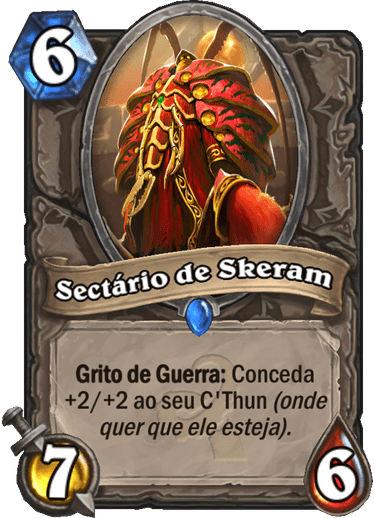 6
Sectário de Skeram
Grito de Guerra: Conceda
+2/+2 ao seu C'Thun (onde
quer que ele esteja).
7
6